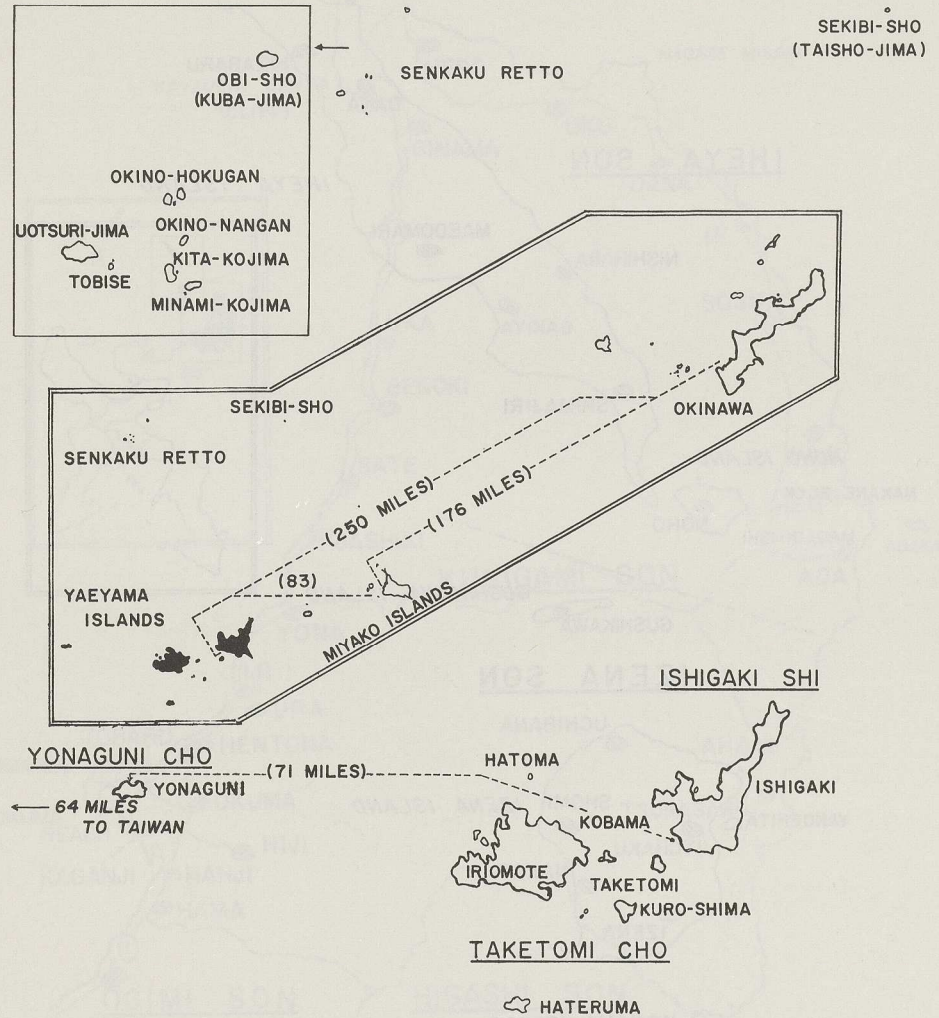 SEKIBI-SHO
(TAISHO-JIMA)
SENKAKU RETTO
OBI-SHO
(KUBA-JIMA)
OKINO-HOKUGAN
UOTSURI-JIMA
OKINO-NANGAN
KITA-KOJIMA
TOBISE
MINAMI-KOJIMA
SEKIBI-SHO
OKINAWA
SENKAKU RETTO
(250 MILES)
(176 MILES)
(83)
YAEYAMA
ISLANDS
MIYAKO ISLANDS
ISHIGAKI SHI
YONAGUNI CHO
(71 MILES)
HATOMA
YONAGUNI
ISHIGAKI
← 64 MILES
TO TAIWAN
KOBAMA
IRIOMOTE
TAKETOMI
KURO-SHIMA
TAKETOMI CHO
HATERUMA